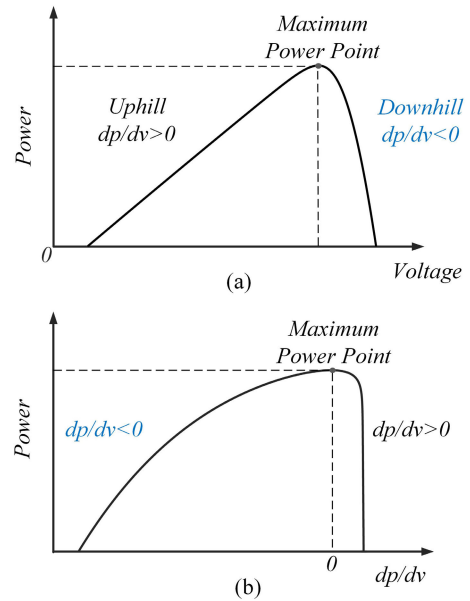 Maximum
Power Point
Uphill
dp/dv>0
Downhill
dp/dv<0
Power
0
Voltage
(a)
Maximum
Power Point
dp/dv<0
dp/dv>0
Power
0
dp/dv
(b)